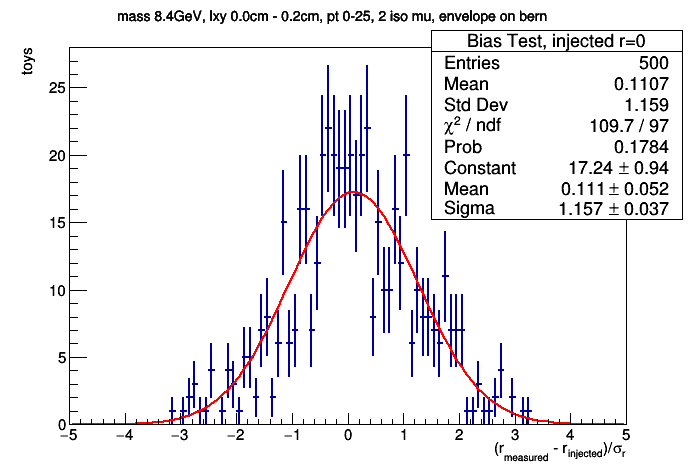 mass 8.4GeV, lxy 0.0cm - 0.2cm, pt 0-25, 2 iso mu, envelope on bern
Bias Test, injected r=0
Entries 500
Mean 0.1107
Std Dev 1.159
χ² / ndf 109.7 / 97
Prob 0.1784
Constant 17.24 ± 0.94
Mean 0.111 ± 0.052
Sigma 1.157 ± 0.037
toys
25
20
15
10
5
0
−5 −4 −3 −2 −1 0 1 2 3 4 5
(r_measured - r_injected)/σ_r